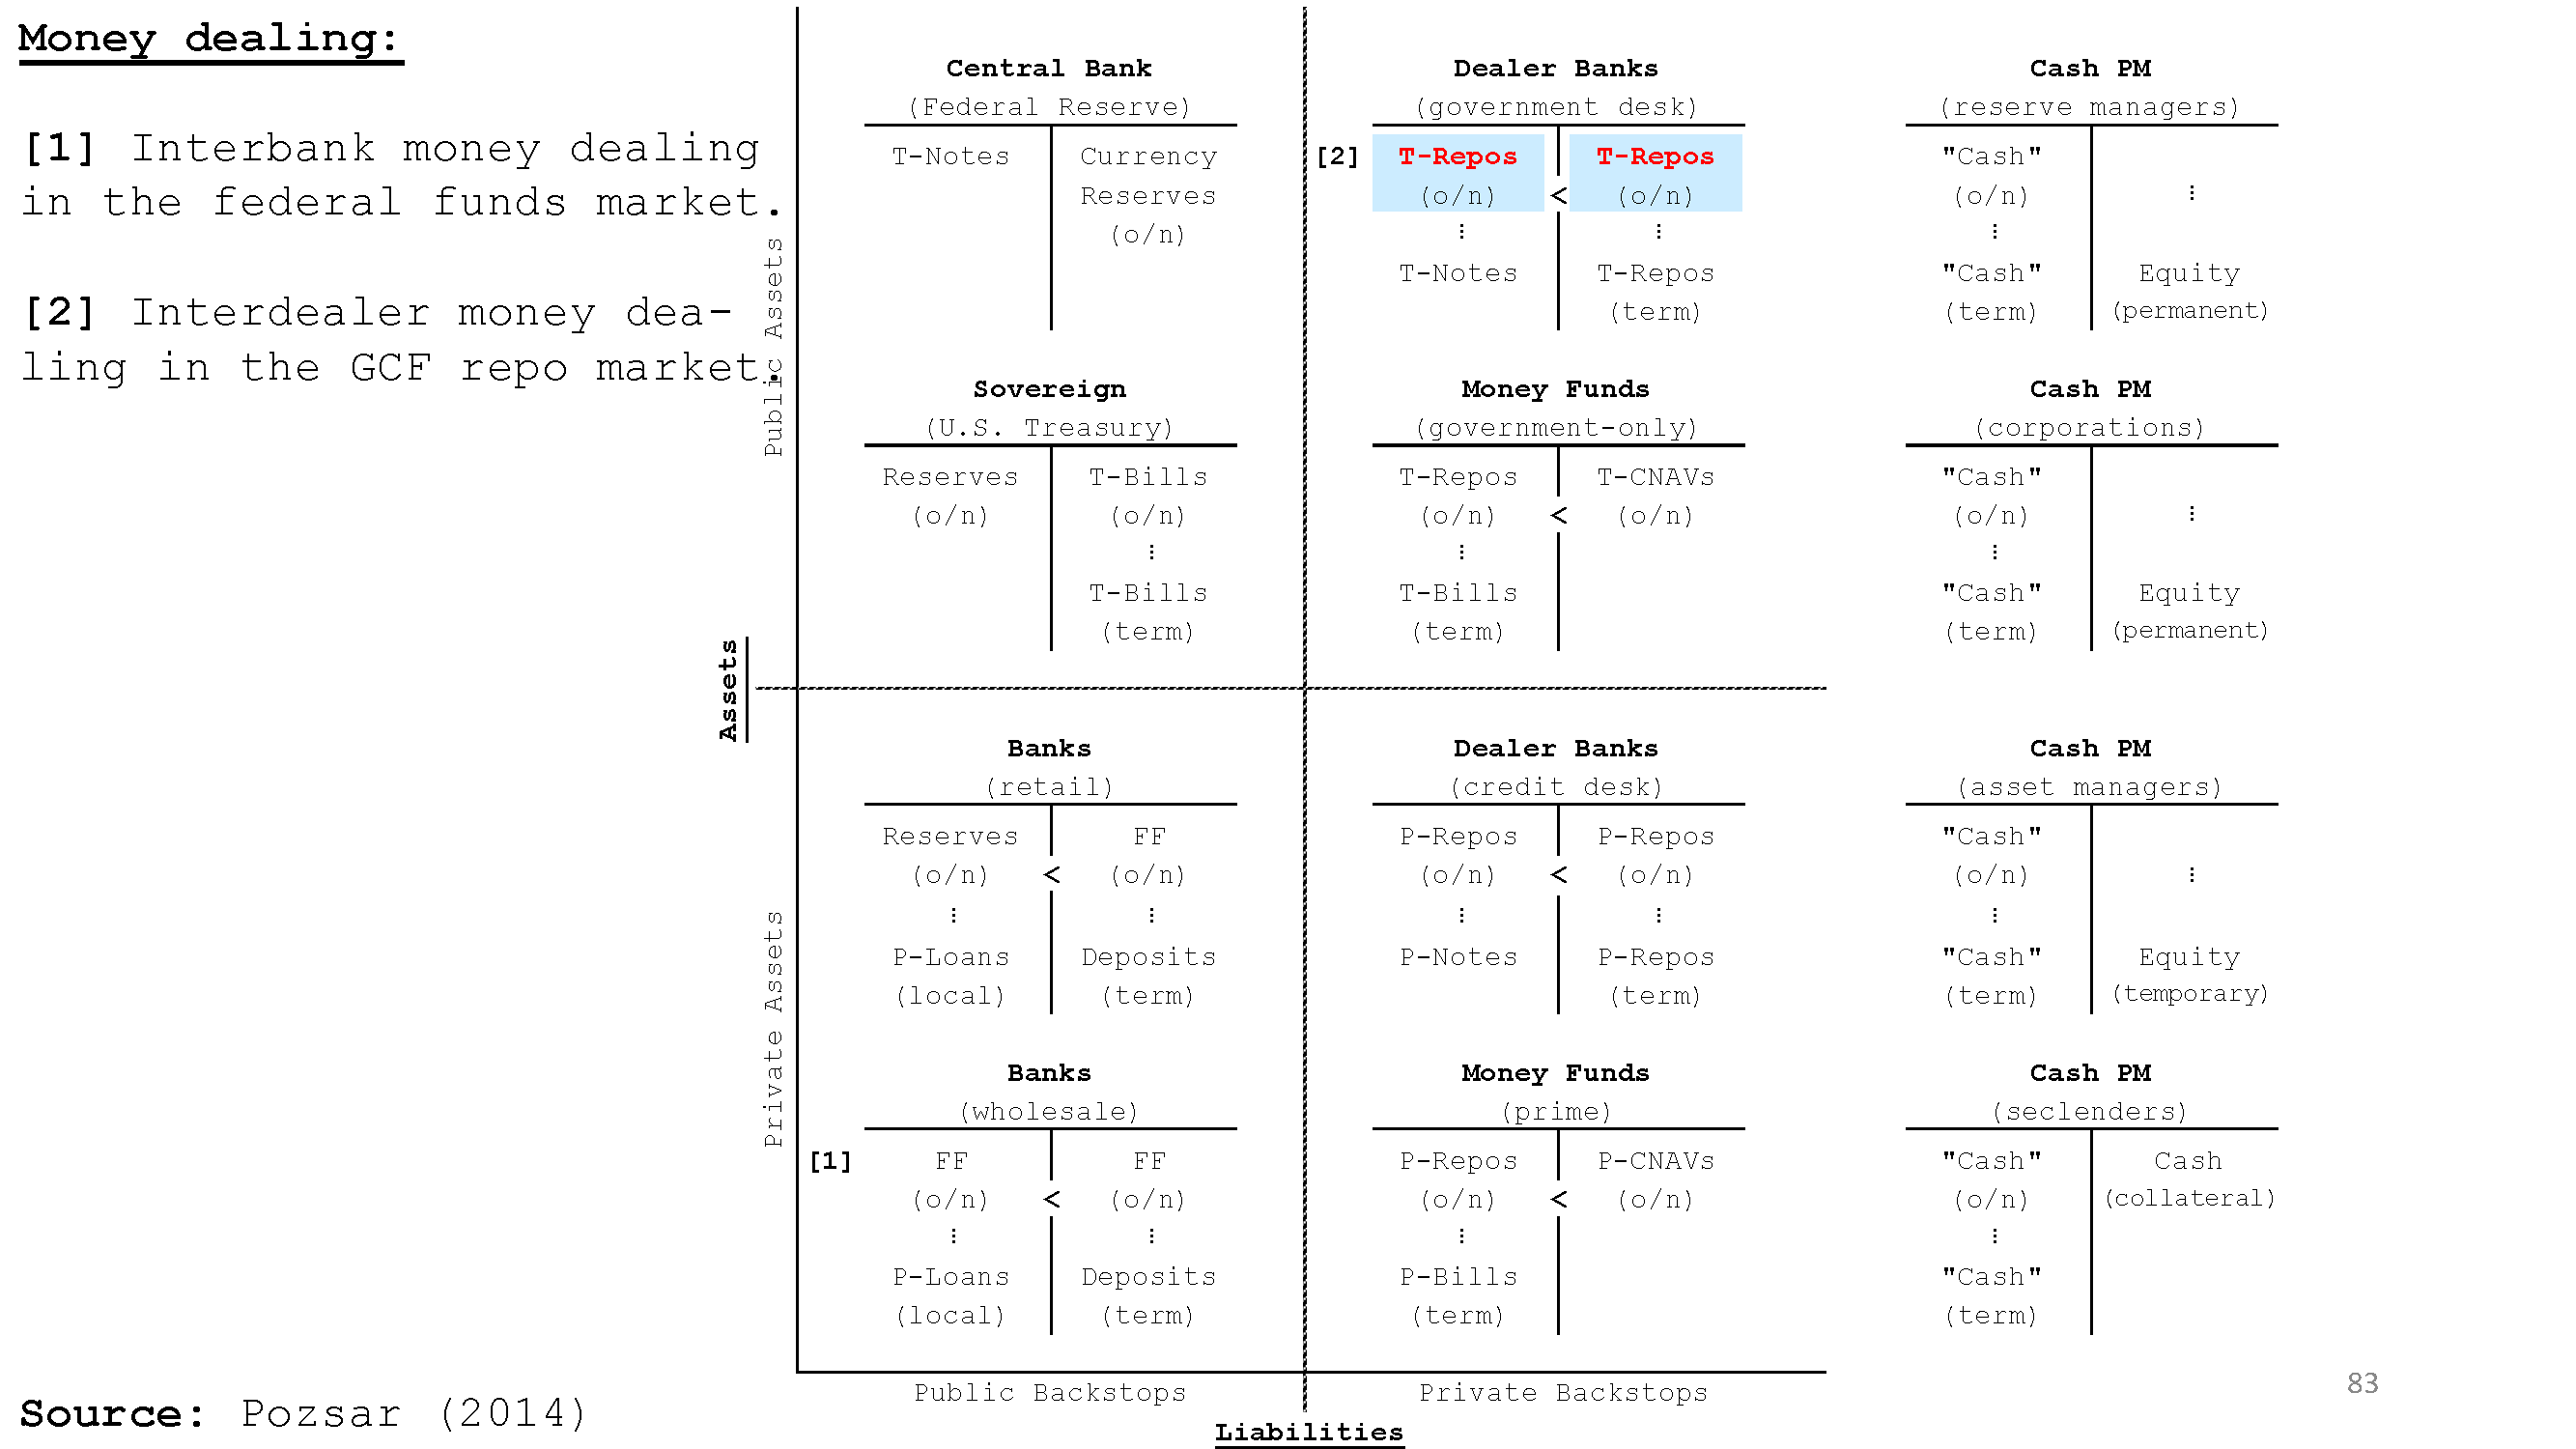 Money dealing:
[1] Interbank money dealing
in the federal funds market.
[2] Interdealer money dea-
ling in the GCF repo market.
Source: Pozsar (2014)
Assets
Public Assets
Private Assets
Central Bank
(Federal Reserve)
T-Notes Currency
Reserves
(o/n)
Dealer Banks
(government desk)
[2] T-Repos T-Repos
(o/n) < (o/n)
⋮ ⋮
T-Notes T-Repos
(term)
Cash PM
(reserve managers)
"Cash"
(o/n) ⋮
⋮
"Cash" Equity
(term) (permanent)
Sovereign
(U.S. Treasury)
Reserves T-Bills
(o/n) (o/n)
⋮
T-Bills
(term)
Money Funds
(government-only)
T-Repos T-CNAVs
(o/n) < (o/n)
⋮
T-Bills
(term)
Cash PM
(corporations)
"Cash"
(o/n) ⋮
⋮
"Cash" Equity
(term) (permanent)
Banks
(retail)
Reserves FF
(o/n) < (o/n)
⋮ ⋮
P-Loans Deposits
(local) (term)
Dealer Banks
(credit desk)
P-Repos P-Repos
(o/n) < (o/n)
⋮ ⋮
P-Notes P-Repos
(term)
Cash PM
(asset managers)
"Cash"
(o/n) ⋮
⋮
"Cash" Equity
(term) (temporary)
Banks
(wholesale)
[1] FF FF
(o/n) < (o/n)
⋮ ⋮
P-Loans Deposits
(local) (term)
Money Funds
(prime)
P-Repos P-CNAVs
(o/n) < (o/n)
⋮
P-Bills
(term)
Cash PM
(seclenders)
"Cash" Cash
(o/n) (collateral)
⋮
"Cash"
(term)
Public Backstops Private Backstops
Liabilities
83